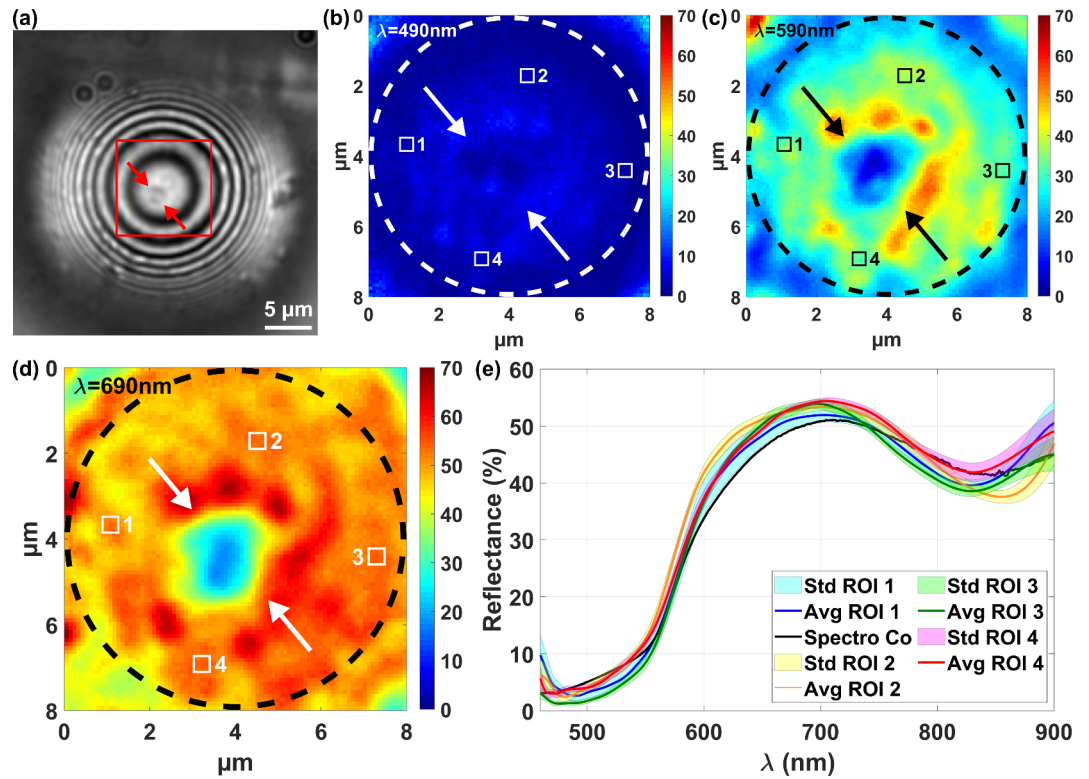 (a)
5 µm
(b)
λ=490nm
1
2
3
4
0
2
4
6
8
µm
0 2 4 6 8
µm
70
60
50
40
30
20
10
0
(c)
λ=590nm
1
2
3
4
0
2
4
6
8
µm
0 2 4 6 8
µm
70
60
50
40
30
20
10
0
(d)
λ=690nm
1
2
3
4
0
2
4
6
8
µm
0 2 4 6 8
µm
70
60
50
40
30
20
10
0
(e)
Reflectance (%)
60
50
40
30
20
10
0
500 600 700 800 900
λ (nm)
Std ROI 1
Avg ROI 1
Spectro Co
Std ROI 2
Avg ROI 2
Std ROI 3
Avg ROI 3
Std ROI 4
Avg ROI 4